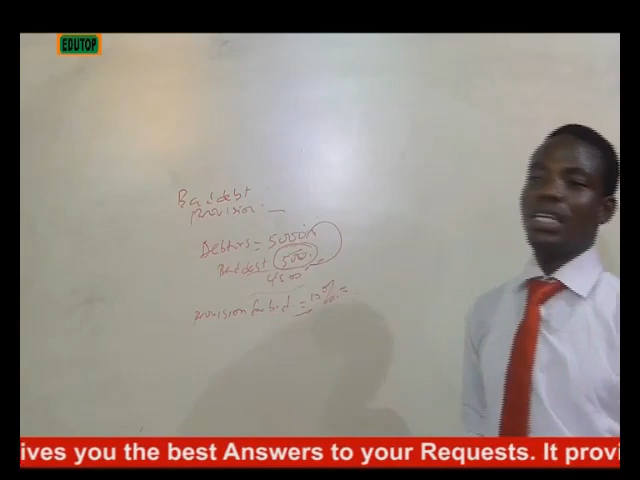 EDUTOP
Bad debt
provision. —
Debtors = 5000
Bad debt 500.
4500
provision for b.d. = 10%
ives you the best Answers to your Requests. It provi